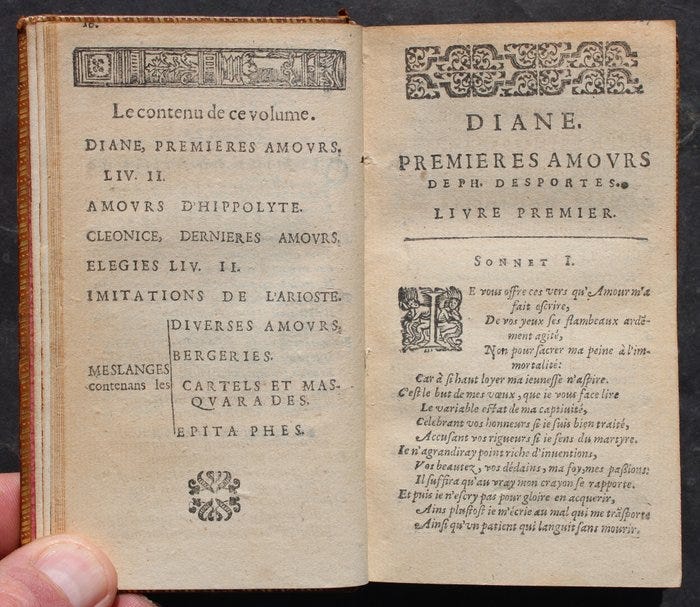 Le contenu de ce volume.
DIANE, PREMIERES AMOVRS.
LIV. II.
AMOVRS D'HIPPOLYTE.
CLEONICE, DERNIERES AMOVRS.
ELEGIES LIV. II.
IMITATIONS DE L'ARIOSTE.
MESLANGES
contenans les
DIVERSES AMOVRS,
BERGERIES.
CARTELS ET MAS-
QVARADES.
EPITAPHES.
DIANE.
PREMIERES AMOVRS
DE PH. DESPORTES.
LIVRE PREMIER.
SONNET I.
IE vous offre ces vers qu'Amour m'a
fait escrire,
De vos yeux ses flambeaux ardẽ-
ment agité,
Non pour sacrer ma peine à l'im-
mortalité:
Car à si haut loyer ma ieunesse n'aspire.
C'est le but de mes vœux, que ie vous face lire
Le variable estat de ma captiuité,
Celebrant vos honneurs si ie suis bien traité,
Accusant vos rigueurs si ie sens du martyre.
Ie n'agrandiray point riche d'inuentions,
Vos beautez, vos dédains, ma foy, mes passions:
Il suffira qu'au vray mon crayon se rapporte.
Et puis ie n'escry pas pour gloire en acquerir,
Ains plustost ie m'écrie au mal qui me trãsporte
Ainsi qu'vn patient qui languit sans mourir.